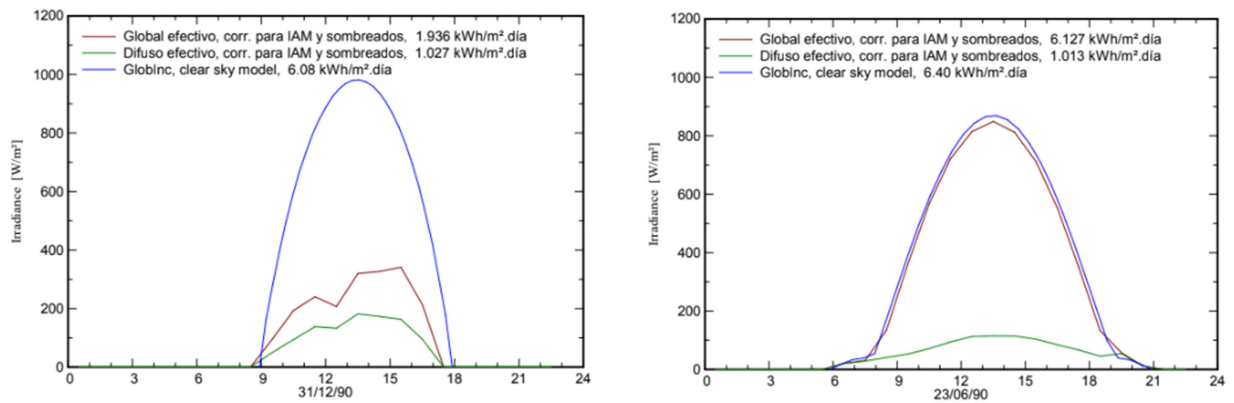 1200
1000
800
600
400
200
0
Irradiance [W/m²]
Global efectivo, corr. para IAM y sombreados, 1.936 kWh/m².día
Difuso efectivo, corr. para IAM y sombreados, 1.027 kWh/m².día
GlobInc, clear sky model, 6.08 kWh/m².día
0 3 6 9 12 15 18 21 24
31/12/90
1200
1000
800
600
400
200
0
Irradiance [W/m²]
Global efectivo, corr. para IAM y sombreados, 6.127 kWh/m².día
Difuso efectivo, corr. para IAM y sombreados, 1.013 kWh/m².día
GlobInc, clear sky model, 6.40 kWh/m².día
0 3 6 9 12 15 18 21 24
23/06/90